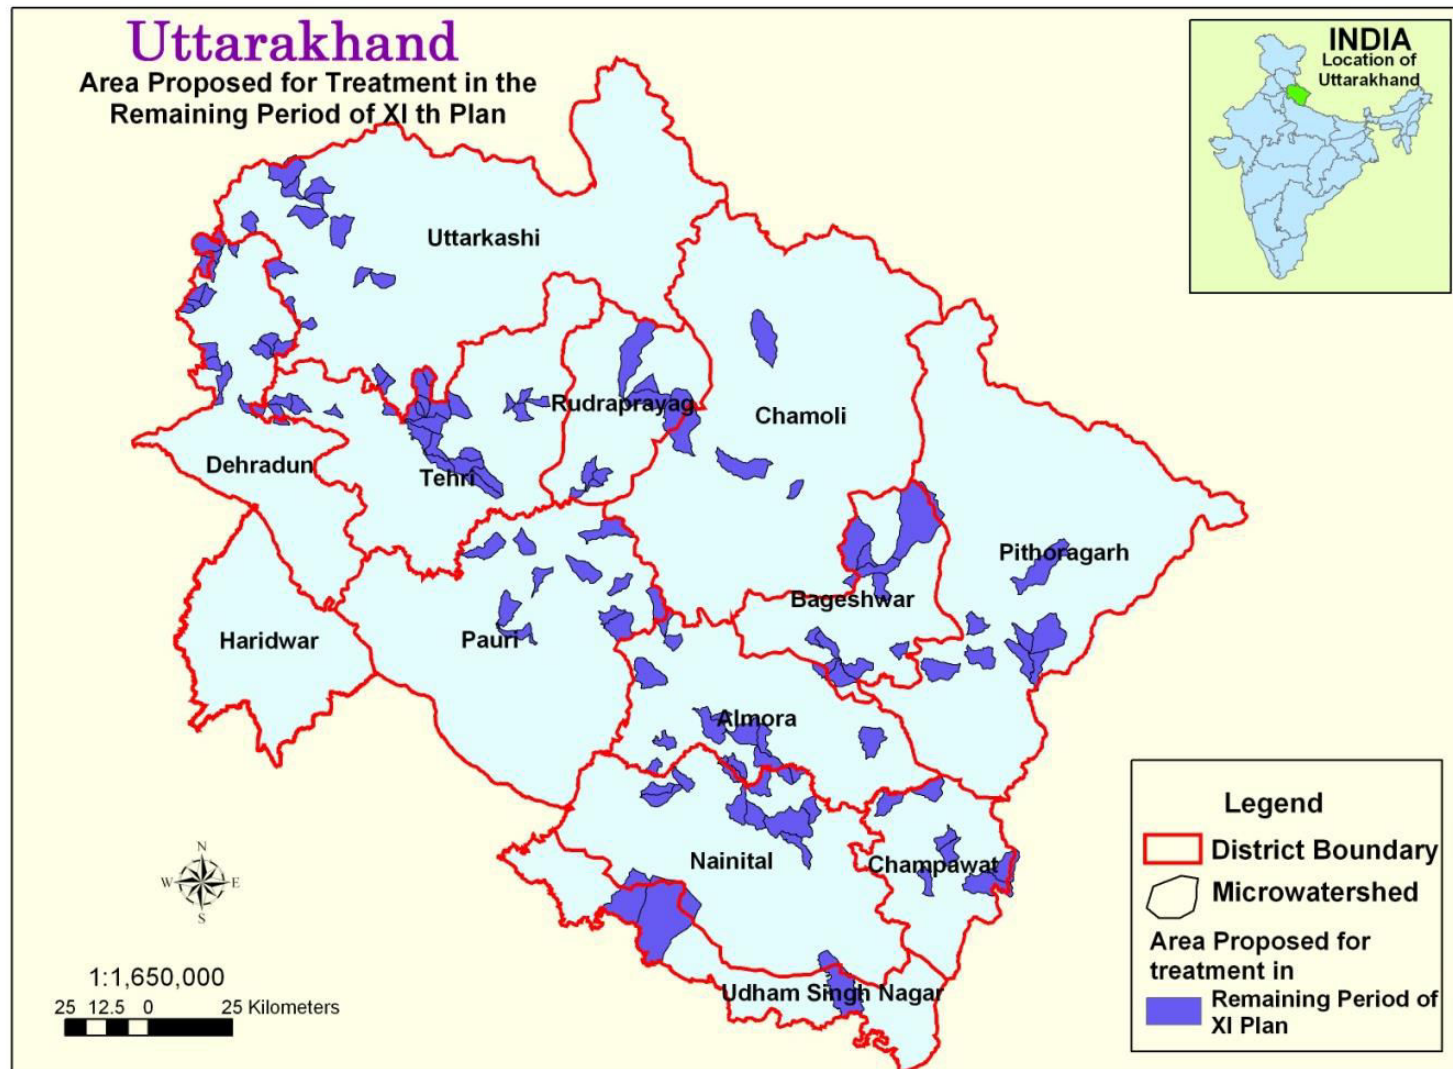 Uttarakhand
Area Proposed for Treatment in the
Remaining Period of XI th Plan
INDIA
Location of
Uttarakhand
Uttarkashi
Rudraprayag
Chamoli
Dehradun
Tehri
Pithoragarh
Bageshwar
Haridwar
Pauri
Almora
Nainital
Champawat
Udham Singh Nagar
N
W
E
S
1:1,650,000
25 12.5 0 25 Kilometers
Legend
District Boundary
Microwatershed
Area Proposed for
treatment in
Remaining Period of
XI Plan